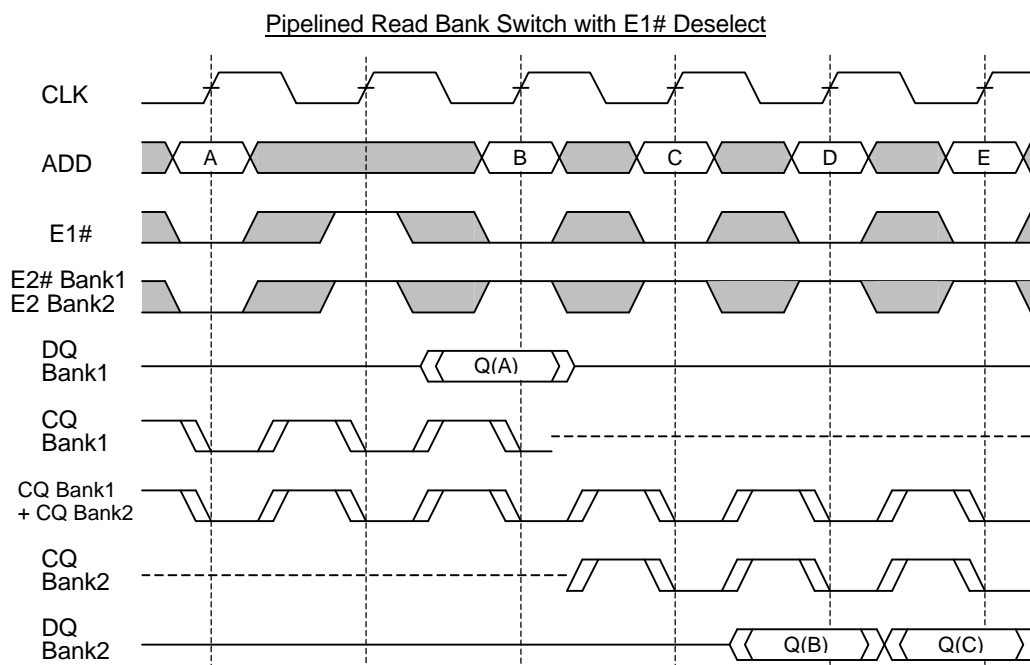 Pipelined Read Bank Switch with E1# Deselect
CLK
ADD
A
B
C
D
E
E1#
E2# Bank1
E2 Bank2
DQ
Bank1
Q(A)
CQ
Bank1
CQ Bank1
+ CQ Bank2
CQ
Bank2
DQ
Bank2
Q(B)
Q(C)